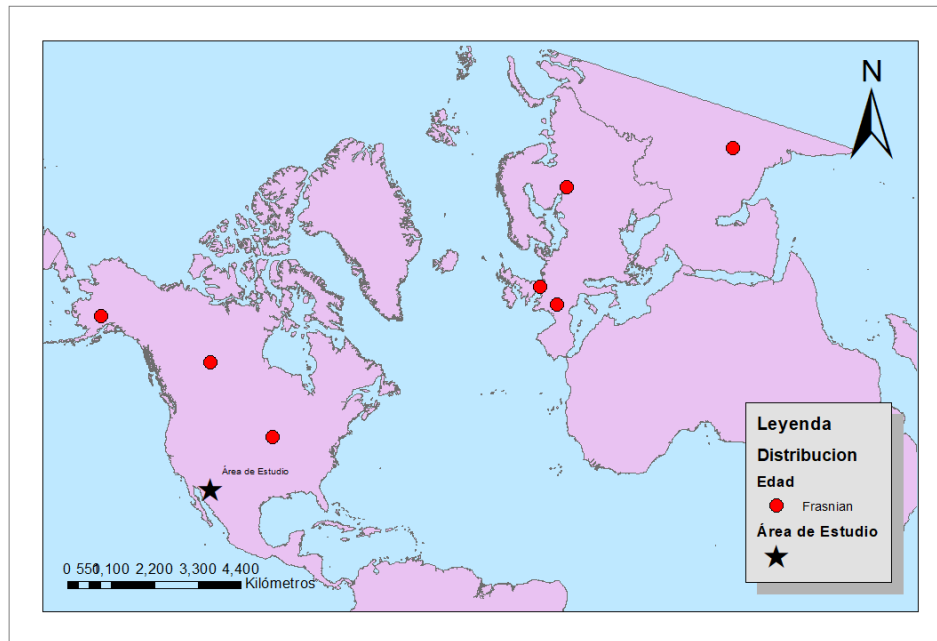 N
Área de Estudio
Leyenda
Distribucion
Edad
Frasnian
Área de Estudio
0 550 1,100 2,200 3,300 4,400
Kilómetros